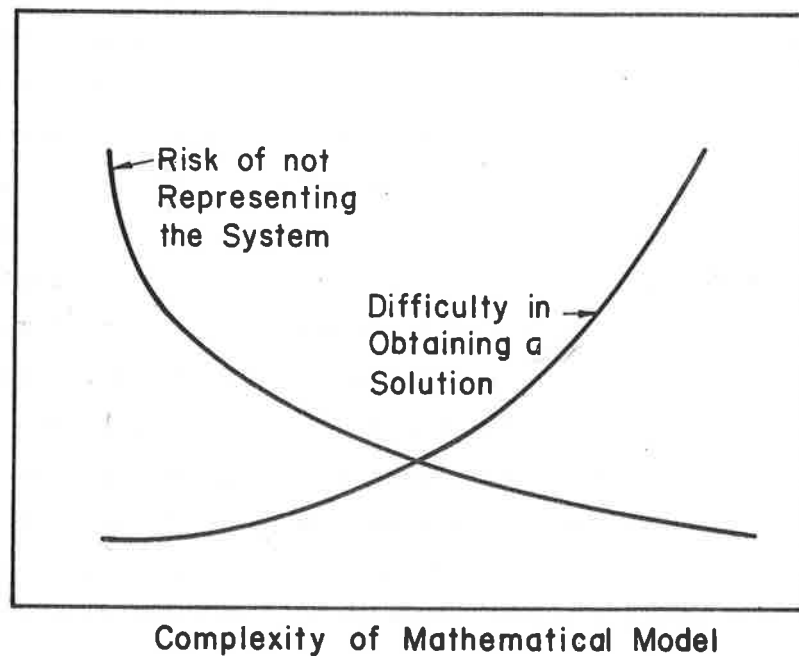 Risk of not
Representing
the System
Difficulty in
Obtaining a
Solution
Complexity of Mathematical Model